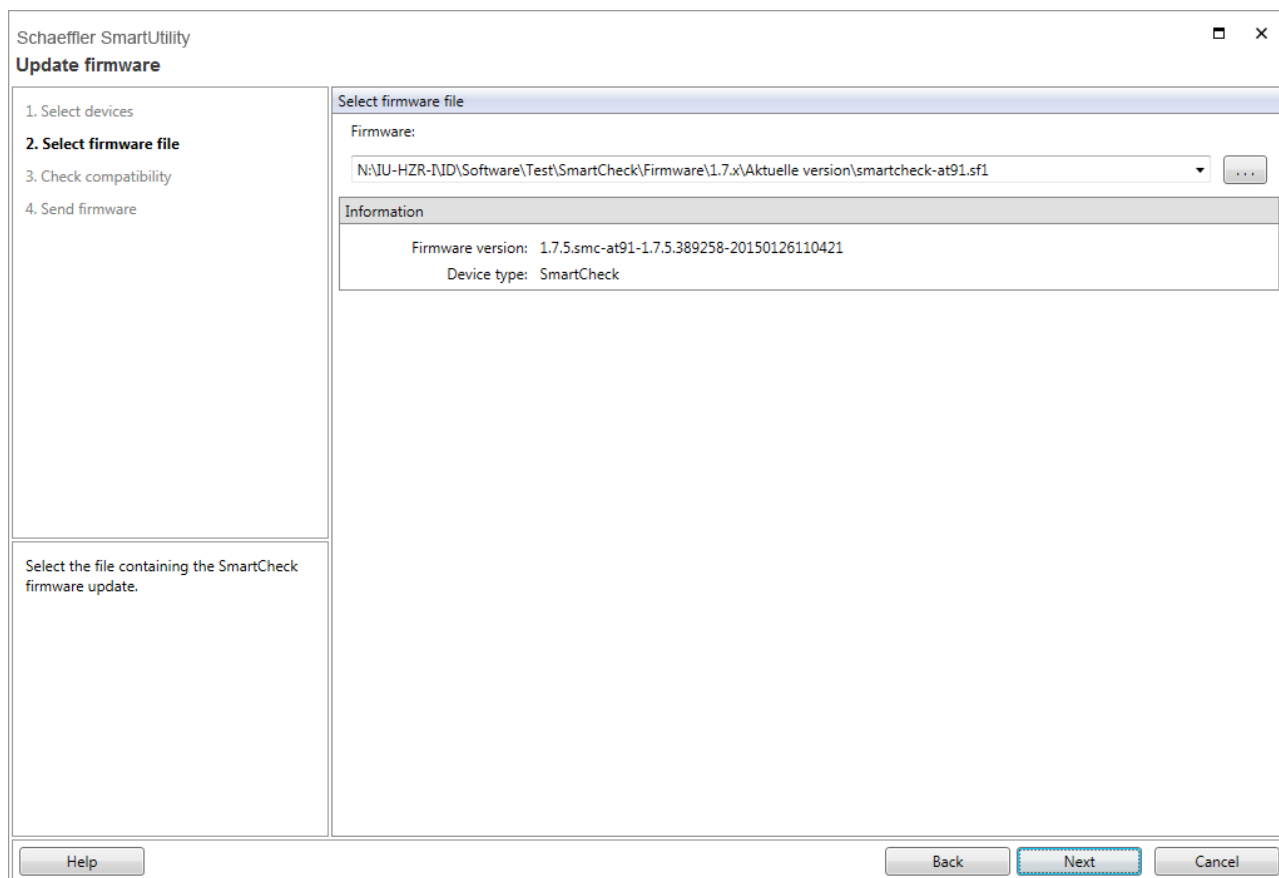 Schaeffler SmartUtility
Update firmware
1. Select devices
2. Select firmware file
3. Check compatibility
4. Send firmware
Select the file containing the SmartCheck
firmware update.
Select firmware file
Firmware:
N:\IU-HZR-I\ID\Software\Test\SmartCheck\Firmware\1.7.x\Aktuelle version\smartcheck-at91.sf1
...
Information
Firmware version: 1.7.5.smc-at91-1.7.5.389258-20150126110421
Device type: SmartCheck
Help
Back
Next
Cancel